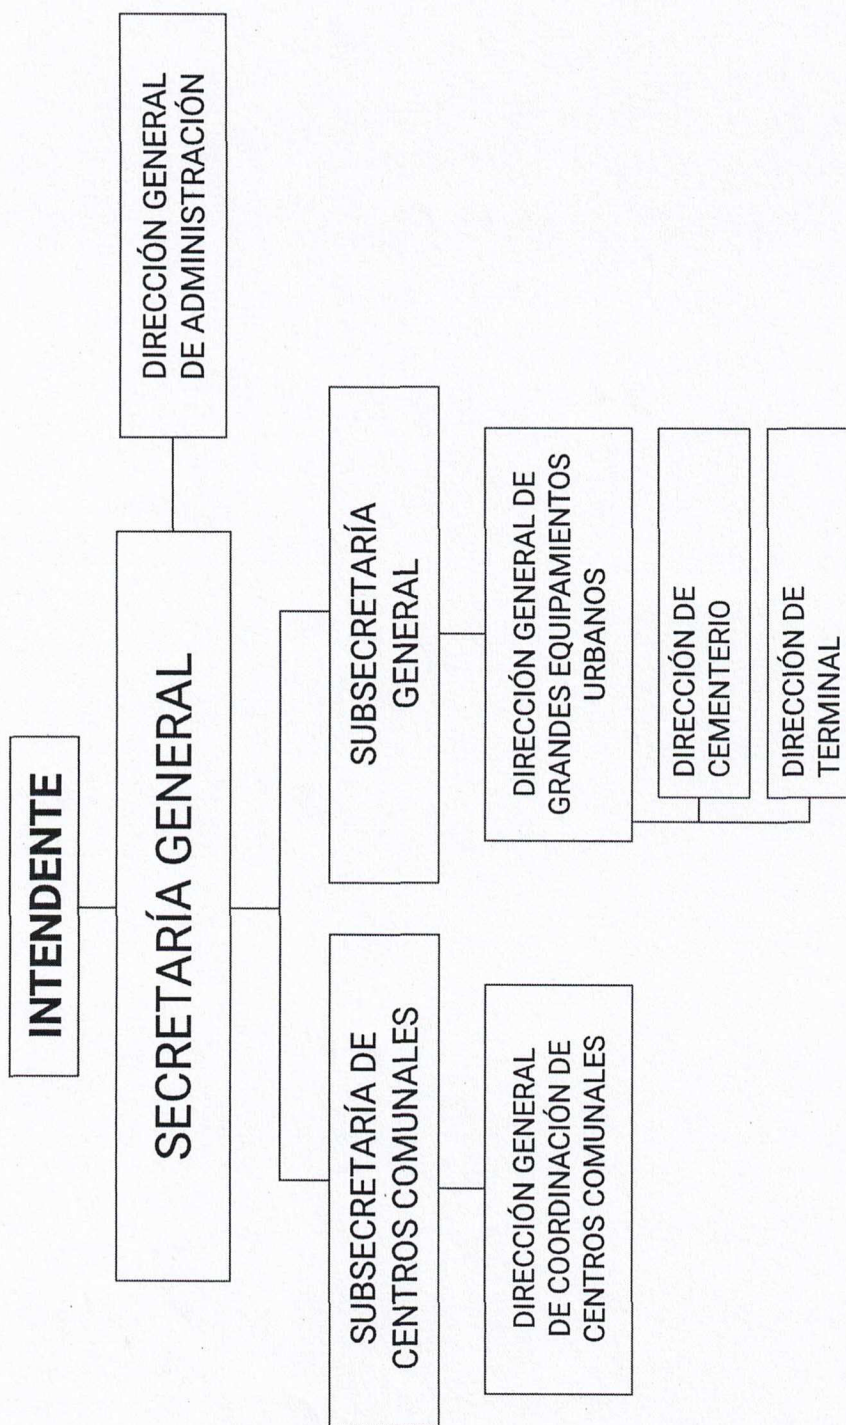 INTENDENTE
SECRETARÍA GENERAL
DIRECCIÓN GENERAL
DE ADMINISTRACIÓN
SUBSECRETARÍA DE
CENTROS COMUNALES
SUBSECRETARÍA
GENERAL
DIRECCIÓN GENERAL
DE COORDINACIÓN DE
CENTROS COMUNALES
DIRECCIÓN GENERAL DE
GRANDES EQUIPAMIENTOS
URBANOS
DIRECCIÓN DE
CEMENTERIO
DIRECCIÓN DE
TERMINAL